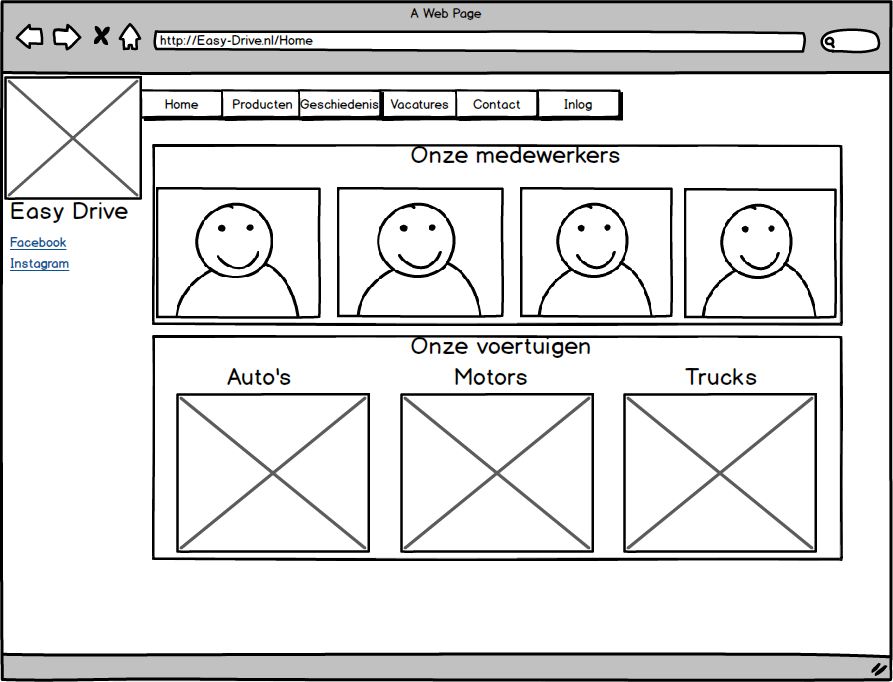 A Web Page
http://Easy-Drive.nl/Home
Home Producten Geschiedenis Vacatures Contact Inlog
Easy Drive
Facebook
Instagram
Onze medewerkers
Onze voertuigen
Auto's Motors Trucks